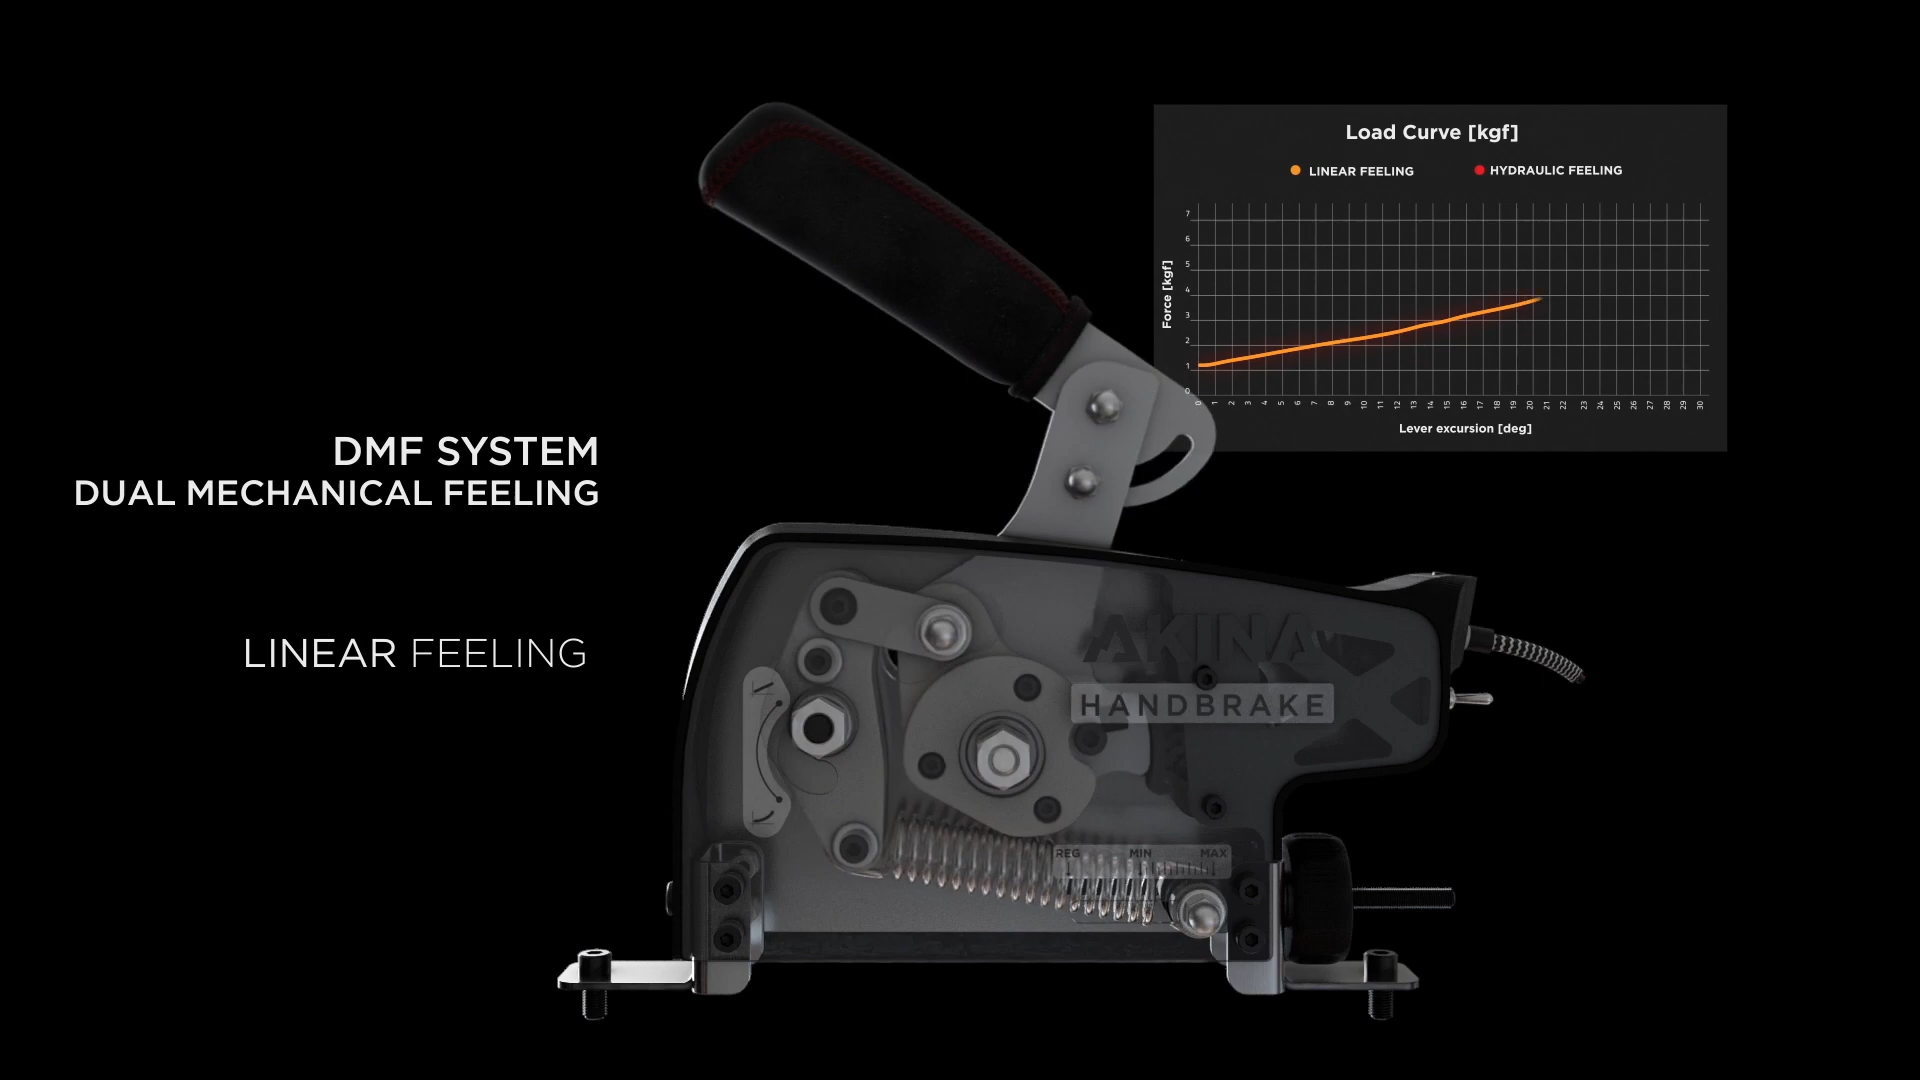 Load Curve [kgf]
LINEAR FEELING
HYDRAULIC FEELING
7
6
5
4
3
2
1
0
Force [kgf]
0 1 2 3 4 5 6 7 8 9 10 11 12 13 14 15 16 17 18 19 20 21 22 23 24 25 26 27 28 29 30
Lever excursion [deg]
DMF SYSTEM
DUAL MECHANICAL FEELING
LINEAR FEELING
AKINA
HANDBRAKE
REG MIN MAX